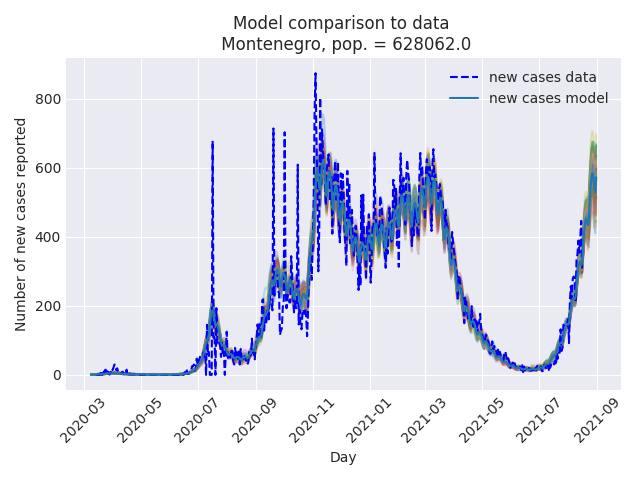 Model comparison to data
Montenegro, pop. = 628062.0
new cases data
new cases model
Number of new cases reported
800
600
400
200
0
2020-03
2020-05
2020-07
2020-09
2020-11
2021-01
2021-03
2021-05
2021-07
2021-09
Day